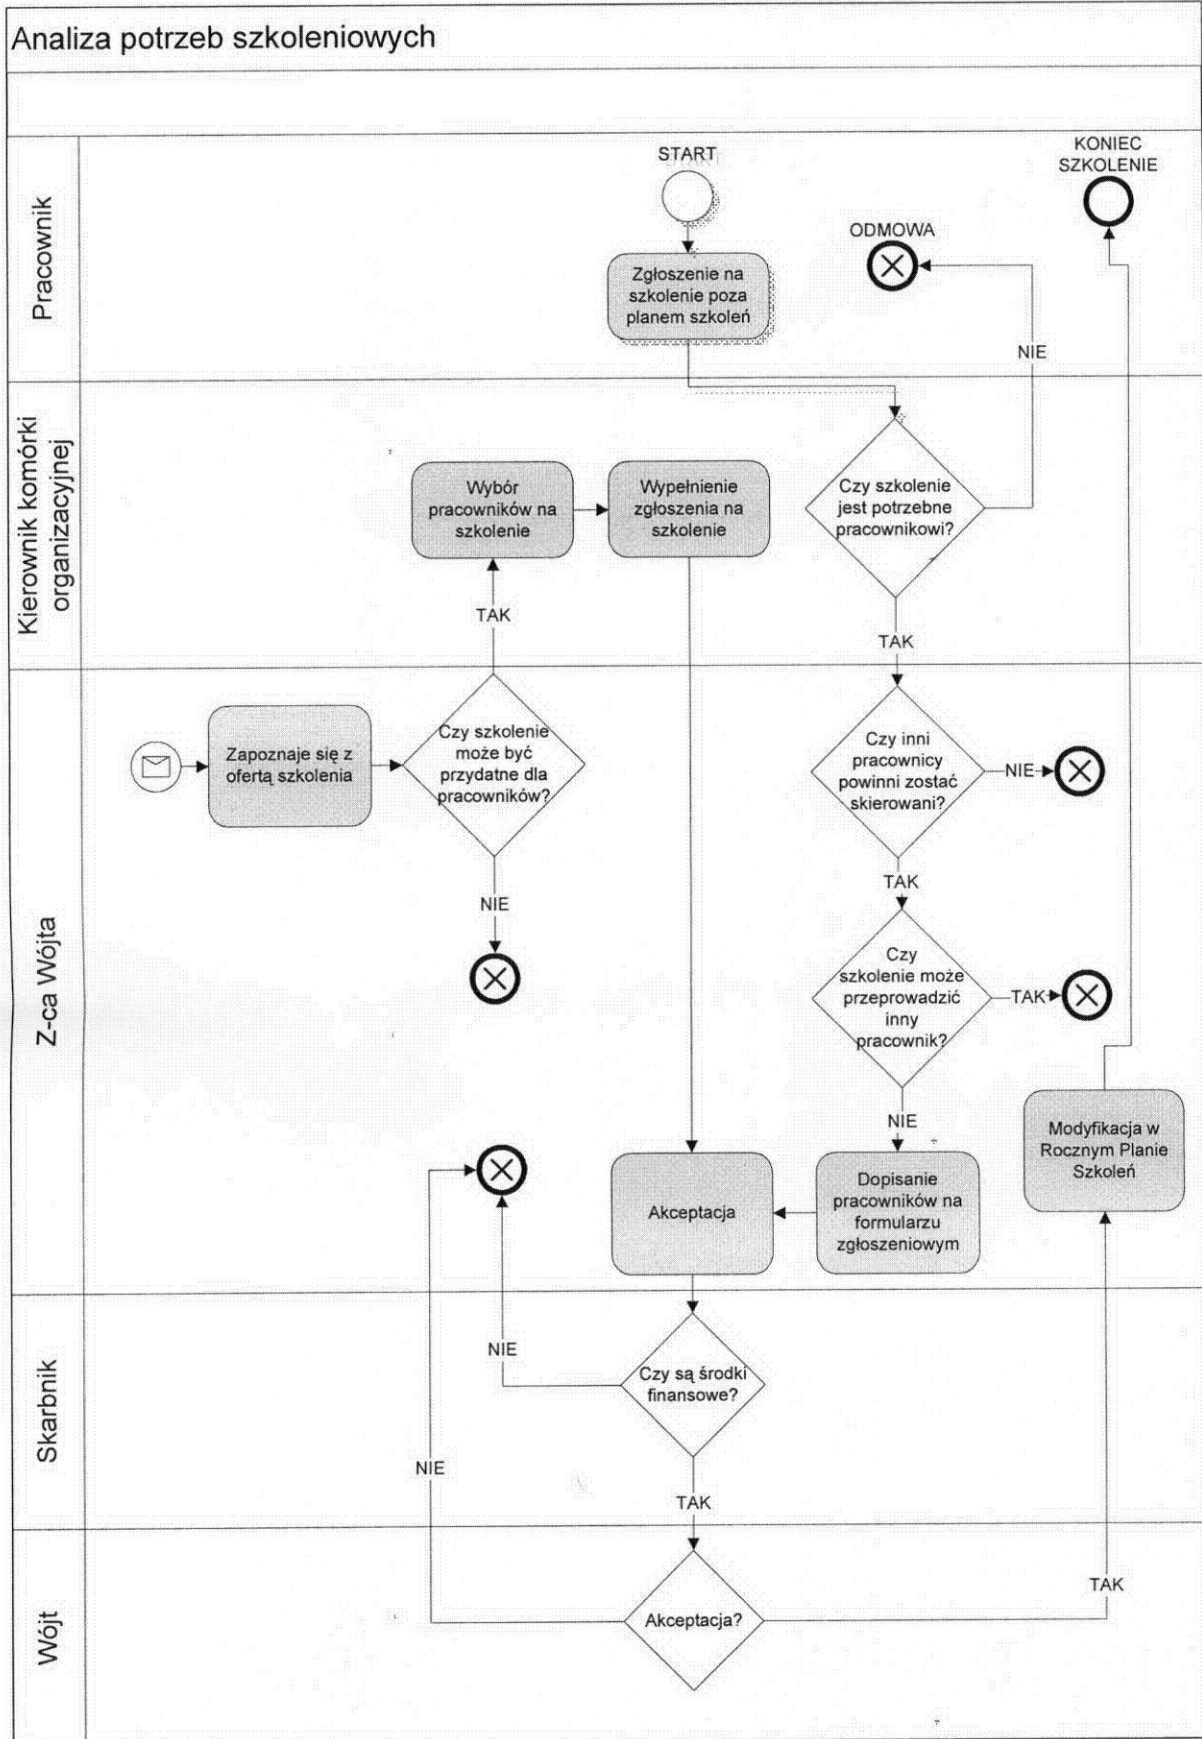 Analiza potrzeb szkoleniowych
Pracownik
START
KONIEC
SZKOLENIE
ODMOWA
Zgłoszenie na
szkolenie poza
planem szkoleń
NIE
Kierownik komórki
organizacyjnej
Wybór
pracowników na
szkolenie
Wypełnienie
zgłoszenia na
szkolenie
Czy szkolenie
jest potrzebne
pracownikowi?
TAK
TAK
Z-ca Wójta
Zapoznaje się z
ofertą szkolenia
Czy szkolenie
może być
przydatne dla
pracowników?
Czy inni
pracownicy
powinni zostać
skierowani?
NIE
TAK
NIE
Czy
szkolenie może
przeprowadzić
inny
pracownik?
TAK
NIE
Modyfikacja w
Rocznym Planie
Szkoleń
Akceptacja
Dopisanie
pracowników na
formularzu
zgłoszeniowym
Skarbnik
NIE
Czy są środki
finansowe?
NIE
TAK
Wójt
Akceptacja?
TAK